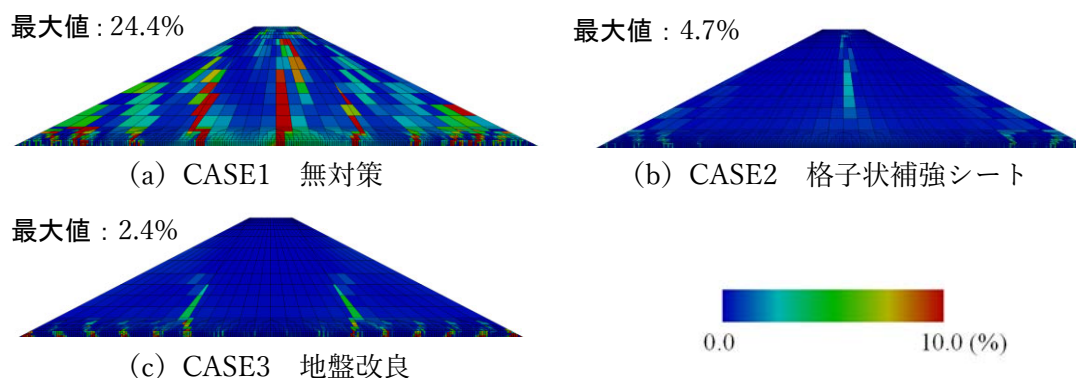 最大値 : 24.4%
最大値 : 4.7%
(a) CASE1 無対策
(b) CASE2 格子状補強シート
最大値 : 2.4%
0.0 10.0 (%)
(c) CASE3 地盤改良